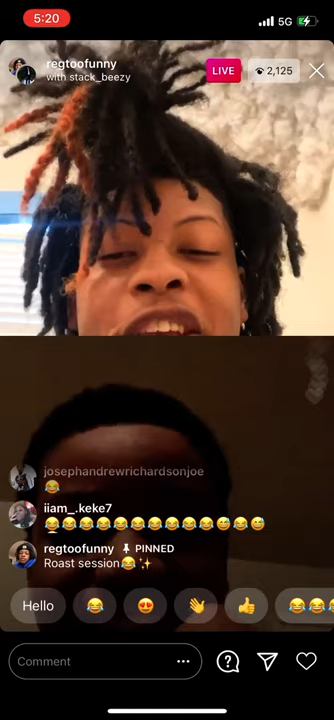 5:20
5G
regtoofunny
with stack_beezy
LIVE
2,125
josephandrewrichardsonjoe
😂
iiam_.keke7
😂😂😂😂😂😂😂😂😂😂😅😂😅
regtoofunny PINNED
Roast session😂✨
Hello 😂 😍 👋 👍 😂😂
Comment